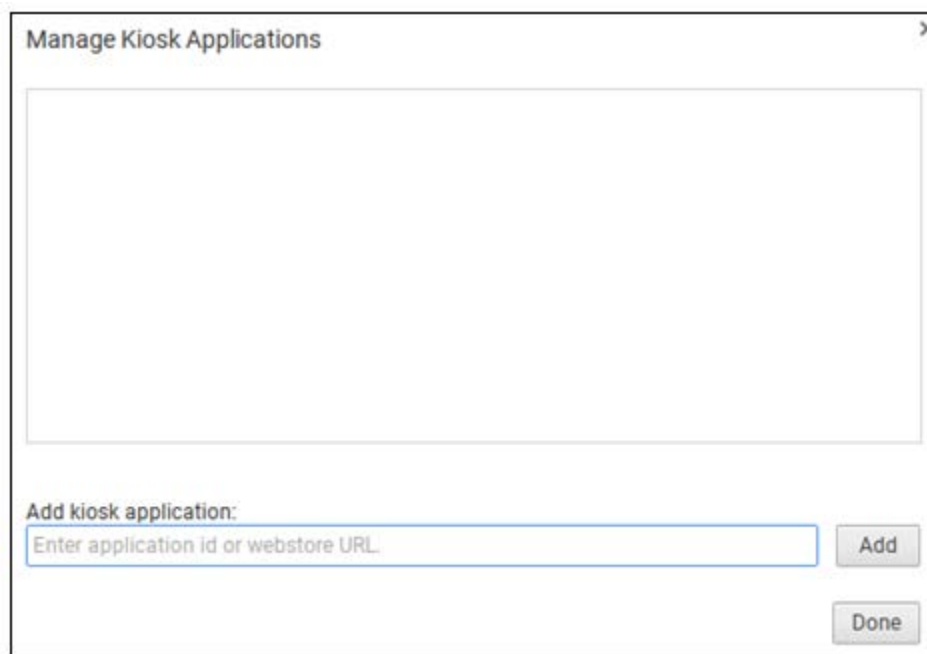 Manage Kiosk Applications
Add kiosk application:
Enter application id or webstore URL.
Add
Done